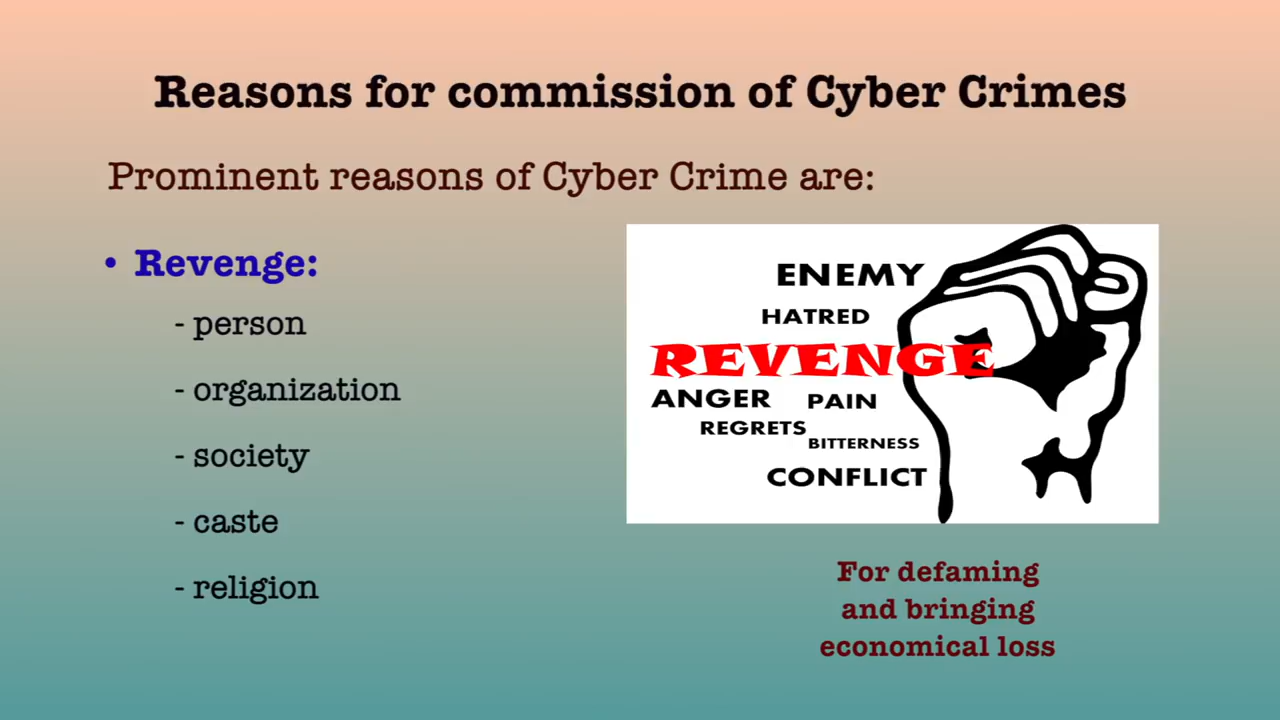 Reasons for commission of Cyber Crimes
Prominent reasons of Cyber Crime are:
• Revenge:
- person
- organization
- society
- caste
- religion
ENEMY
HATRED
REVENGE
ANGER PAIN
REGRETS
BITTERNESS
CONFLICT
For defaming
and bringing
economical loss